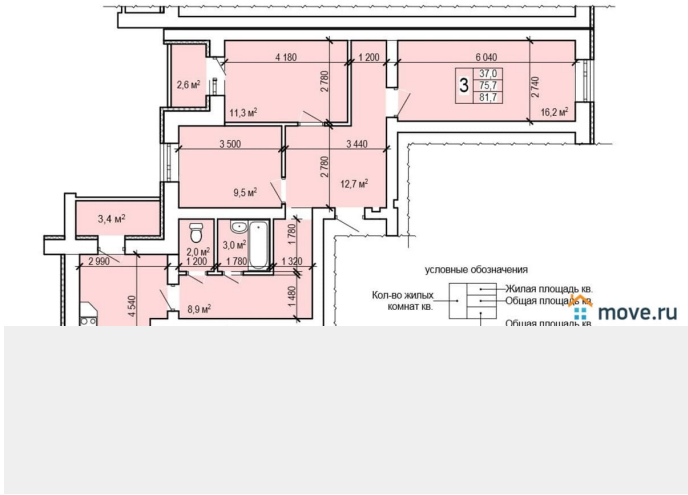 4 180 1 200 6 040
2,6 м²
2 780
3
37,0
75,7
81,7
2 740
11,3 м²
16,2 м²
3 500 3 440
2 780
9,5 м²
12,7 м²
3,4 м²
2,0 м²
3,0 м²
1 780
2 990 1 200 1 780 1 320
4 540
8,9 м²
1 480
условные обозначения
Кол-во жилых
комнат кв.
Жилая площадь кв.
Общая площадь кв.
Общая площадь кв.
move.ru